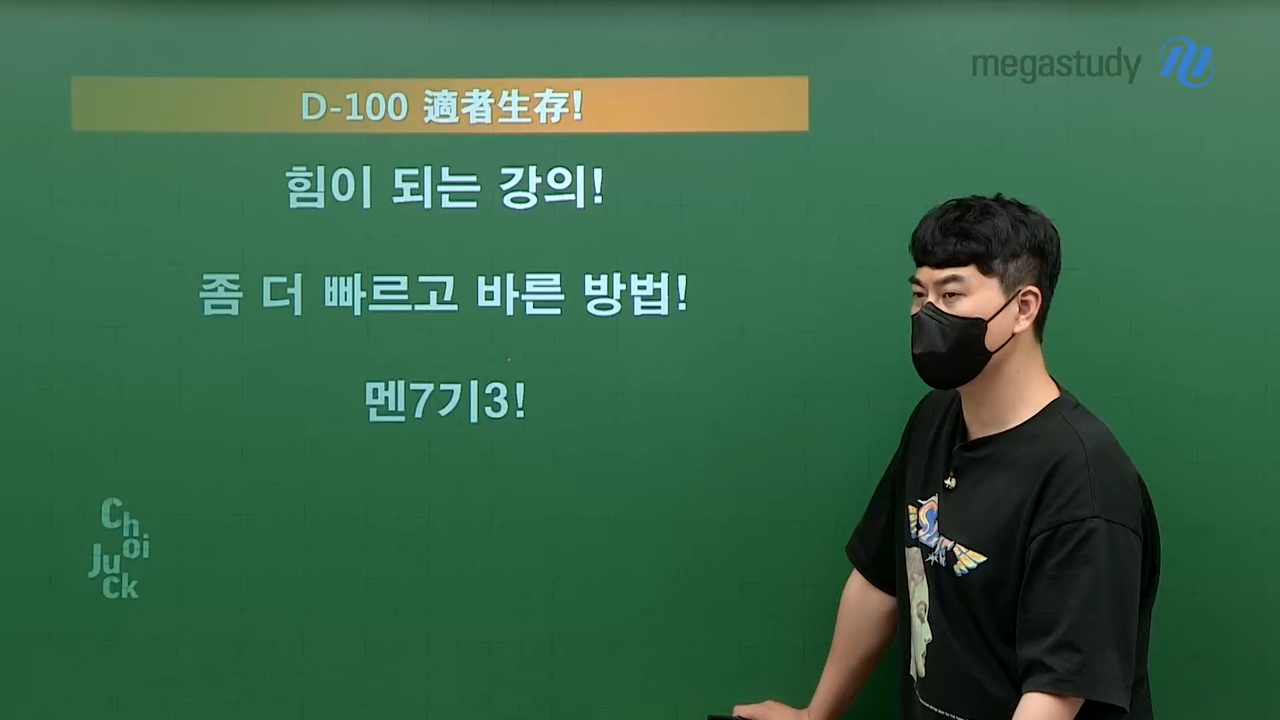 megastudy
D-100 適者生存!
힘이 되는 강의!
좀 더 빠르고 바른 방법!
멘7기3!
Ch
oi
Ju
ck